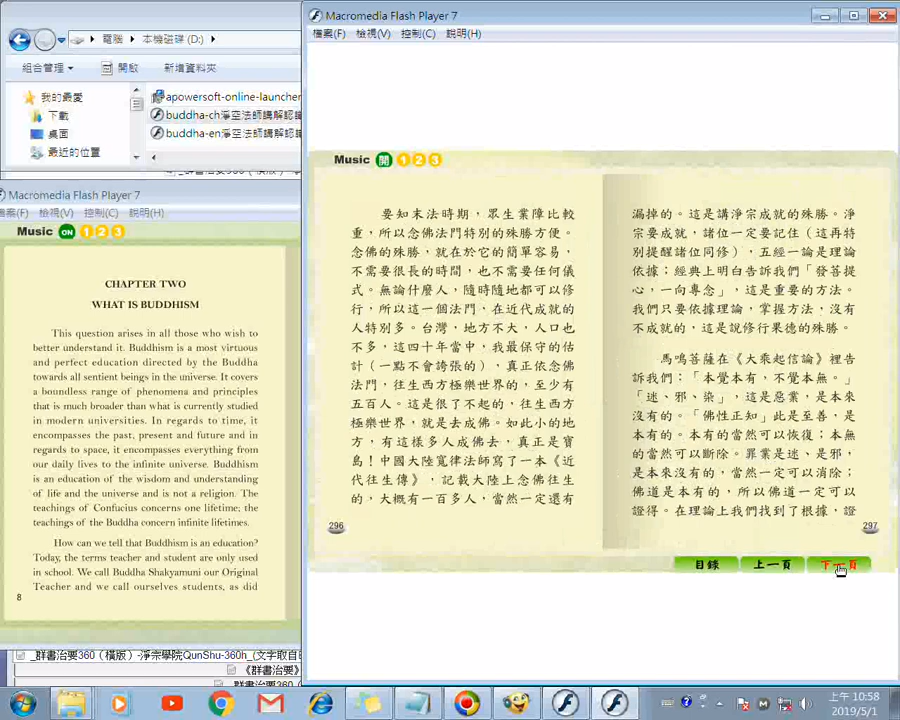 Macromedia Flash Player 7
檔案(F) 檢視(V) 控制(C) 說明(H)
電腦 ▸ 本機磁碟 (D:) ▸
組合管理 開啟 新增資料夾
我的最愛
下載
桌面
最近的位置
apowersoft-online-launcher
buddha-ch淨空法師講解認識
buddha-en淨空法師講解認識
Macromedia Flash Player 7
檔案(F) 檢視(V) 控制(C) 說明(H)
Music ON 1 2 3
CHAPTER TWO
WHAT IS BUDDHISM
This question arises in all those who wish to
better understand it. Buddhism is a most virtuous
and perfect education directed by the Buddha
towards all sentient beings in the universe. It covers
a boundless range of phenomena and principles
that is much broader than what is currently studied
in modern universities. In regards to time, it
encompasses the past, present and future and in
regards to space, it encompasses everything from
our daily lives to the infinite universe. Buddhism
is an education of the wisdom and understanding
of life and the universe and is not a religion. The
teachings of Confucius concerns one lifetime; the
teachings of the Buddha concern infinite lifetimes.
How can we tell that Buddhism is an education?
Today, the terms teacher and student are only used
in school. We call Buddha Shakyamuni our Original
Teacher and we call ourselves students, as did
8
Music 開 1 2 3
要知末法時期，眾生業障比較
重，所以念佛法門特別的殊勝方便。
念佛的殊勝，就在於它的簡單容易，
不需要很長的時間，也不需要任何儀
式。無論什麼人，隨時隨地都可以修
行，所以這一個法門，在近代成就的
人特別多。台灣，地方不大，人口也
不多，這四十年當中，我最保守的估
計（一點不會誇張的），真正依念佛
法門，往生西方極樂世界的，至少有
五百人。這是很了不起的，往生西方
極樂世界，就是去成佛。如此小的地
方，有這樣多人成佛去，真正是寶
島！中國大陸寬律法師寫了一本《近
代往生傳》，記載大陸上念佛往生
的，大概有一百多人，當然一定還有
296
漏掉的。這是講淨宗成就的殊勝。淨
宗要成就，諸位一定要記住（這再特
別提醒諸位同修），五經一論是理論
依據；經典上明白告訴我們「發菩提
心，一向專念」，這是重要的方法。
我們只要依據理論，掌握方法，沒有
不成就的，這是說修行果德的殊勝。
馬鳴菩薩在《大乘起信論》裡告
訴我們：「本覺本有，不覺本無。」
「迷、邪、染」，這是惡業，是本來
沒有的。「佛性正知」此是至善，是
本有的。本有的當然可以恢復；本無
的當然可以斷除。罪業是迷、是邪，
是本來沒有的，當然一定可以消除；
佛道是本有的，所以佛道一定可以
證得。在理論上我們找到了根據，證
297
目錄 上一頁 下一頁
_群書治要360（橫版）-淨宗學院QunShu-360h_(文字取自
《群書治要》
上午 10:58
2019/5/1